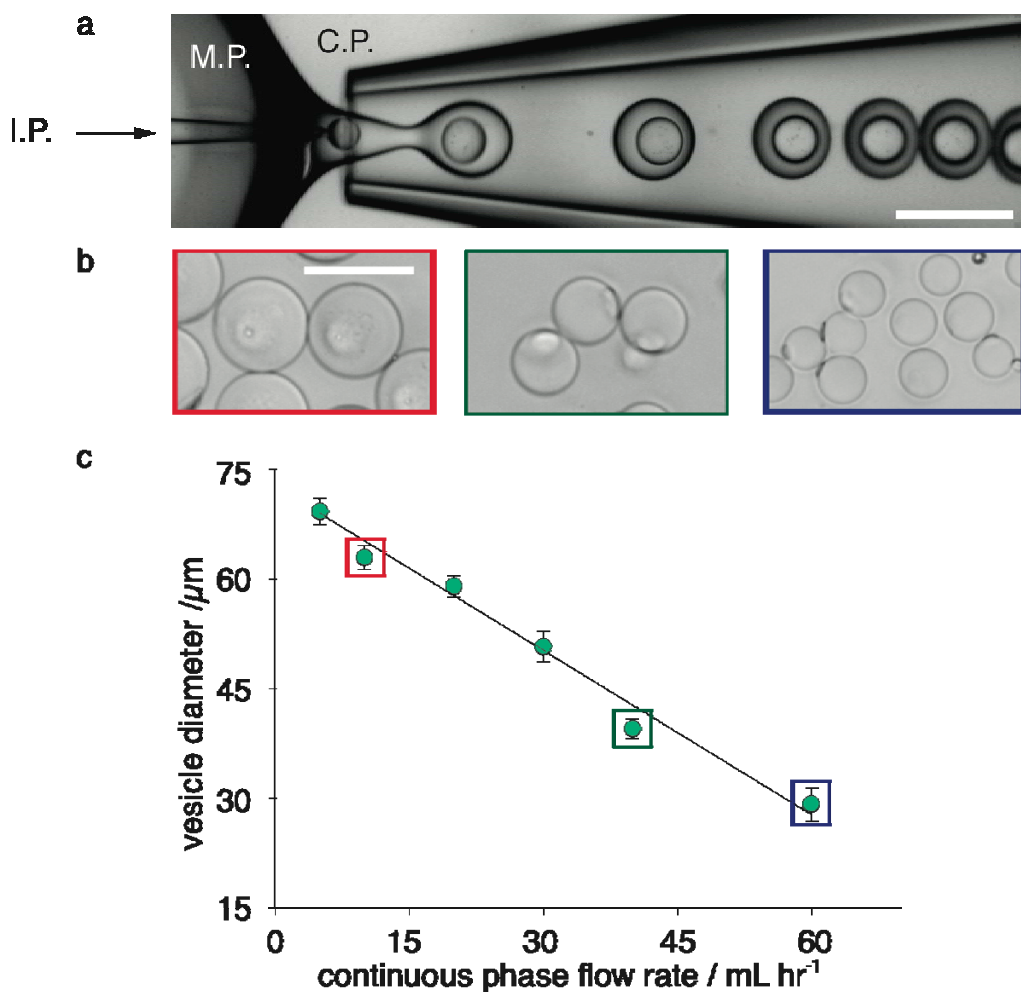 a
M.P.
C.P.
I.P.
b
c
75
60
45
30
15
vesicle diameter /µm
0 15 30 45 60
continuous phase flow rate / mL hr⁻¹